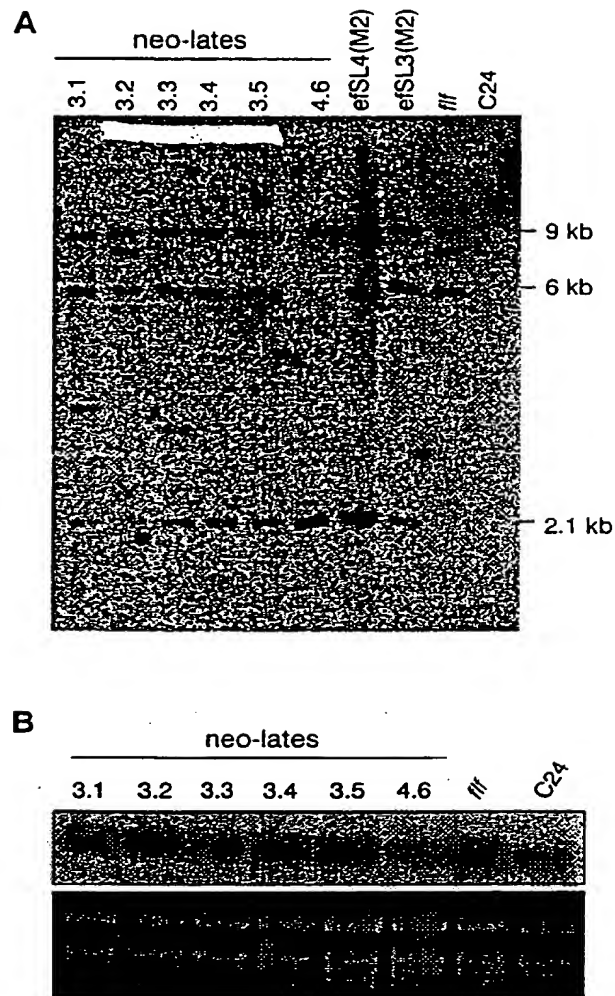 A
neo-lates
3.1 3.2 3.3 3.4 3.5 4.6 efSL4(M2) efSL3(M2) flf C24
9 kb
6 kb
2.1 kb
B
neo-lates
3.1 3.2 3.3 3.4 3.5 4.6 flf C24